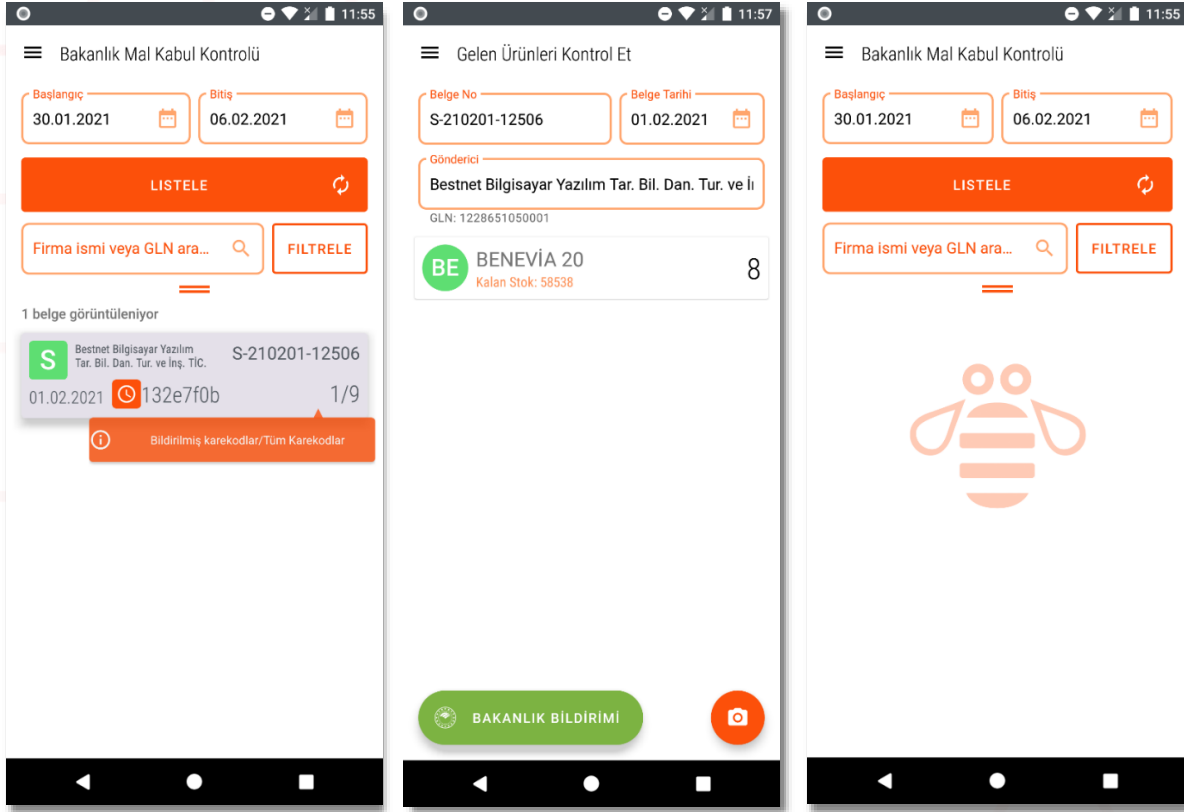 11:55
Bakanlık Mal Kabul Kontrolü
Başlangıç
Bitiş
30.01.2021
06.02.2021
LISTELE
Firma ismi veya GLN ara...
FILTRELE
1 belge görüntüleniyor
S
Bestnet Bilgisayar Yazılım
Tar. Bil. Dan. Tur. ve İnş. TİC.
S-210201-12506
01.02.2021
132e7f0b
1/9
Bildirilmiş karekodlar/Tüm Karekodlar
11:57
Gelen Ürünleri Kontrol Et
Belge No
Belge Tarihi
S-210201-12506
01.02.2021
Gönderici
Bestnet Bilgisayar Yazılım Tar. Bil. Dan. Tur. ve İı
GLN: 1228651050001
BE
BENEVİA 20
8
Kalan Stok: 58538
BAKANLIK BİLDİRİMİ
11:55
Bakanlık Mal Kabul Kontrolü
Başlangıç
Bitiş
30.01.2021
06.02.2021
LISTELE
Firma ismi veya GLN ara...
FILTRELE